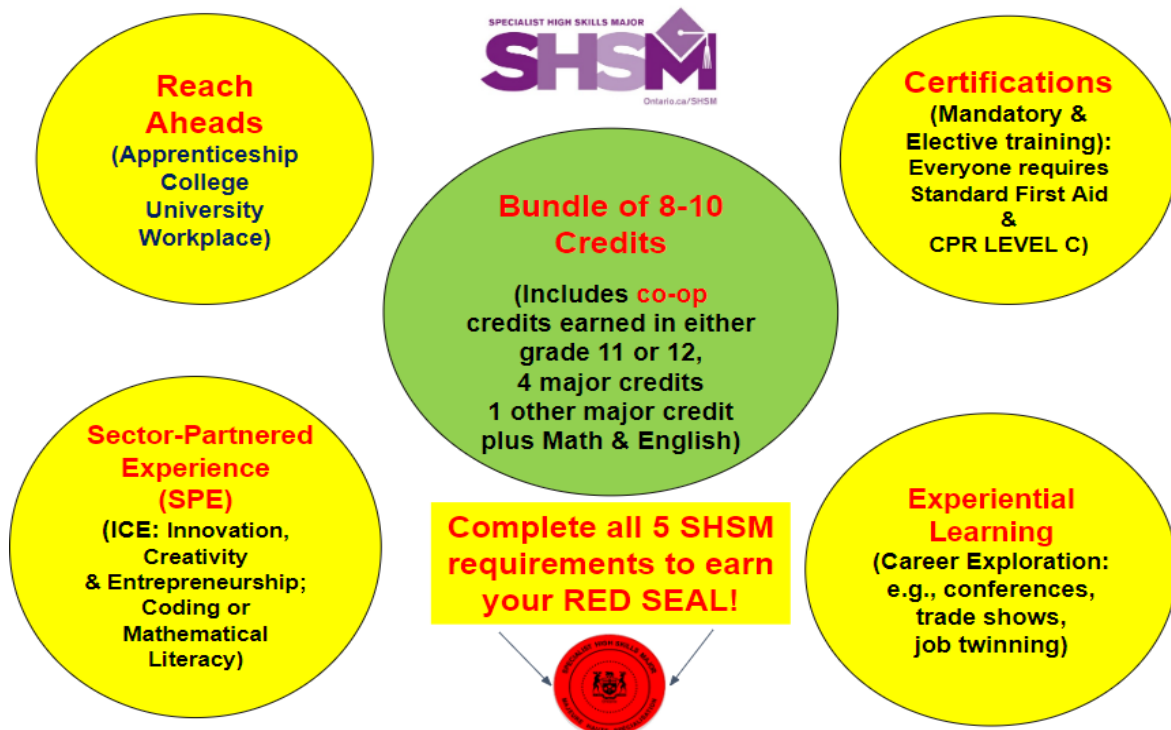 SPECIALIST HIGH SKILLS MAJOR
SHSM
Ontario.ca/SHSM
Reach
Aheads
(Apprenticeship
College
University
Workplace)
Certifications
(Mandatory &
Elective training):
Everyone requires
Standard First Aid
&
CPR LEVEL C)
Bundle of 8-10
Credits
(Includes co-op
credits earned in either
grade 11 or 12,
4 major credits
1 other major credit
plus Math & English)
Sector-Partnered
Experience
(SPE)
(ICE: Innovation,
Creativity
& Entrepreneurship;
Coding or
Mathematical
Literacy)
Experiential
Learning
(Career Exploration:
e.g., conferences,
trade shows,
job twinning)
Complete all 5 SHSM
requirements to earn
your RED SEAL!
SPECIALIST HIGH SKILLS MAJOR